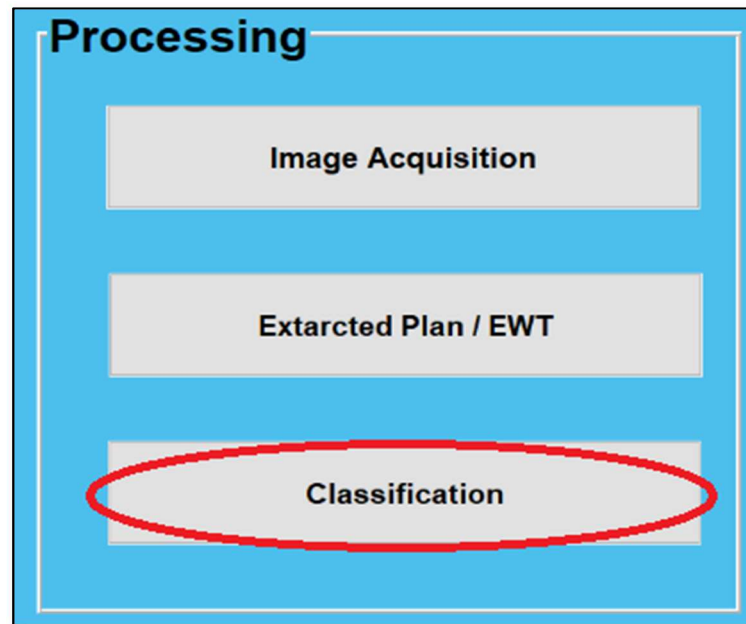 Processing
Image Acquisition
Extarcted Plan / EWT
Classification